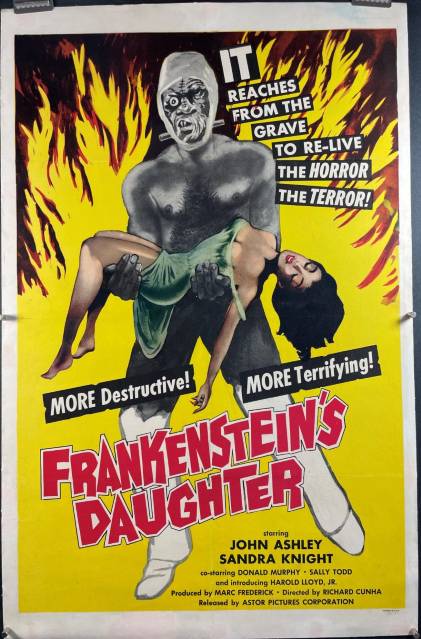 IT
REACHES
FROM THE
GRAVE
TO RE-LIVE
THE HORROR
THE TERROR!
MORE Destructive!
MORE Terrifying!
FRANKENSTEIN'S
DAUGHTER
starring
JOHN ASHLEY
SANDRA KNIGHT
co-starring DONALD MURPHY • SALLY TODD
and introducing HAROLD LLOYD, JR.
Produced by MARC FREDERICK • Directed by RICHARD CUNHA
Released by ASTOR PICTURES CORPORATION